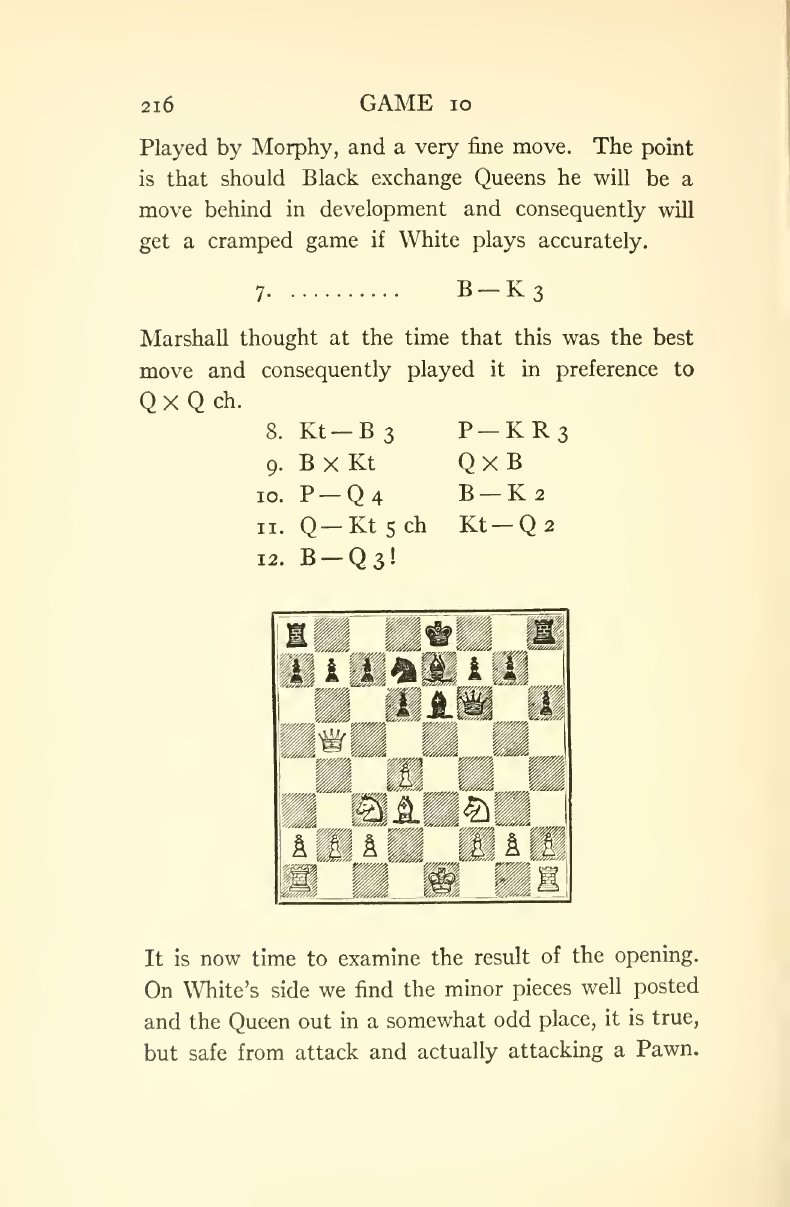 216 GAME 10
Played by Morphy, and a very fine move. The point
is that should Black exchange Queens he will be a
move behind in development and consequently will
get a cramped game if White plays accurately.
7. .......... B—K 3
Marshall thought at the time that this was the best
move and consequently played it in preference to
Q × Q ch.
8. Kt—B 3 P—K R 3
9. B × Kt Q × B
10. P—Q 4 B—K 2
11. Q—Kt 5 ch Kt—Q 2
12. B—Q 3!
It is now time to examine the result of the opening.
On White's side we find the minor pieces well posted
and the Queen out in a somewhat odd place, it is true,
but safe from attack and actually attacking a Pawn.